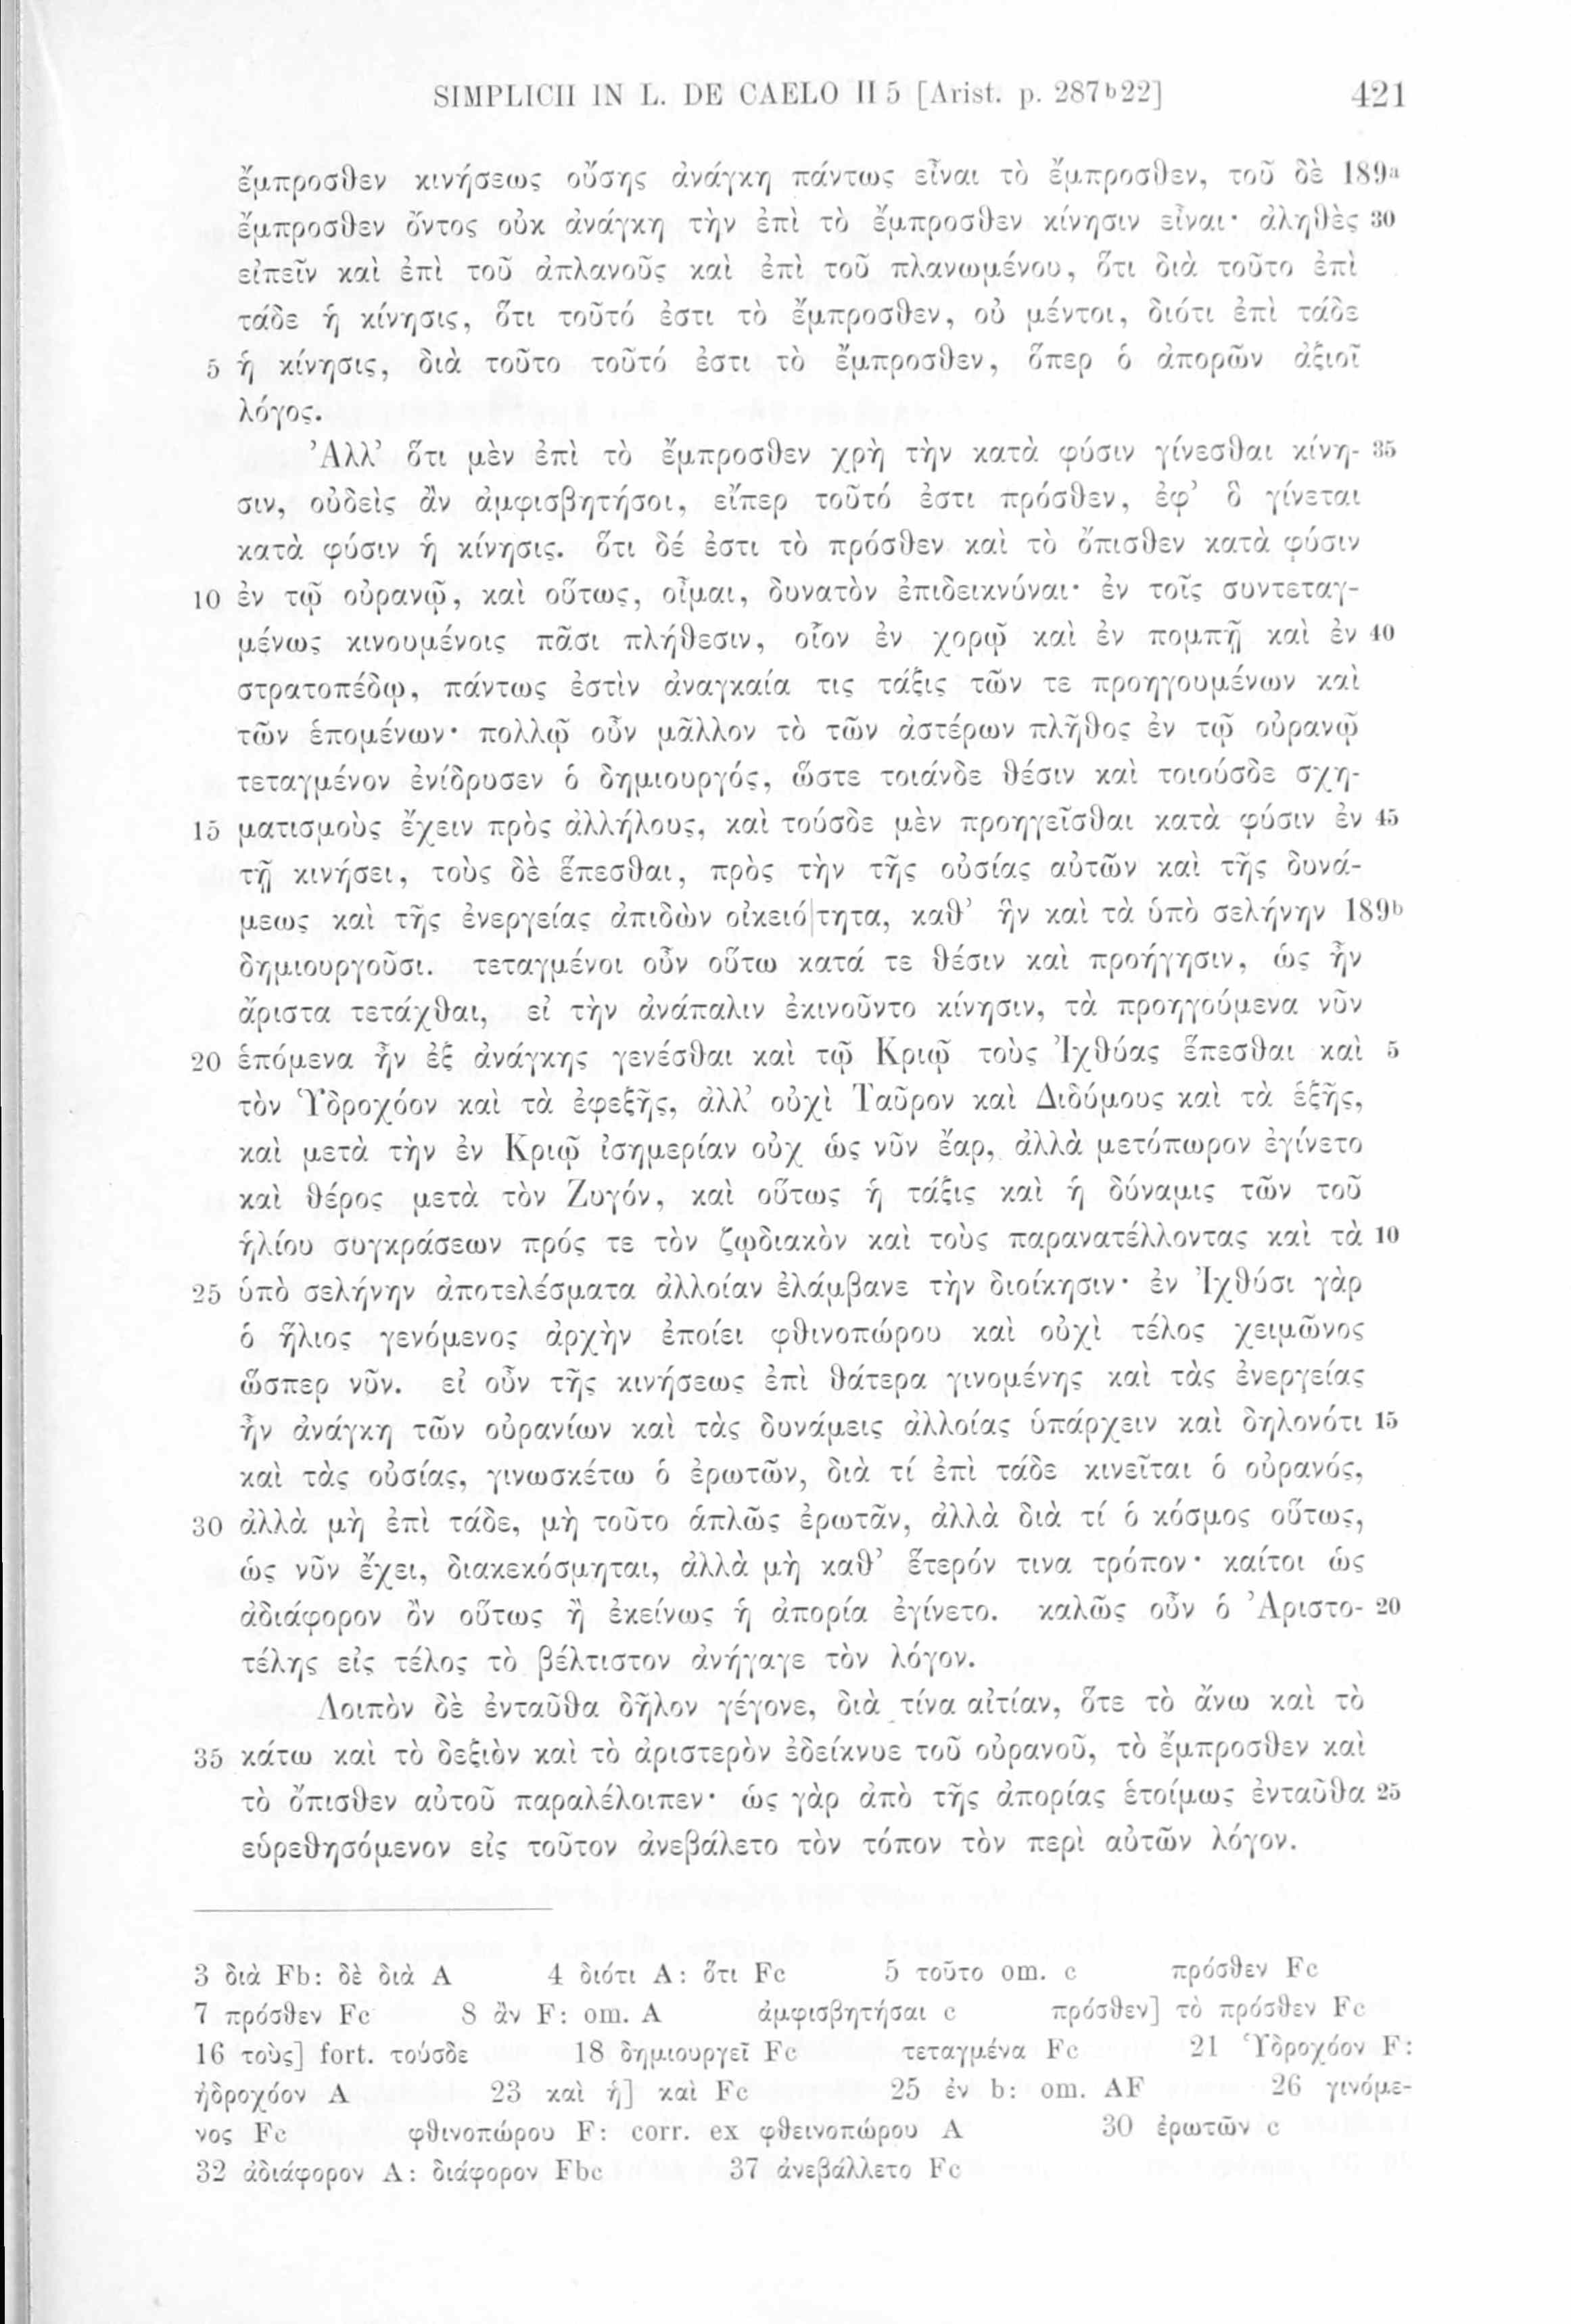 SIMPLICII IN L. DE CAELO II 5 [Arist. p. 287b22] 421
ἔμπροσθεν κινήσεως οὔσης ἀνάγκη πάντως εἶναι τὸ ἔμπροσθεν, τοῦ δὲ 189a
ἔμπροσθεν ὄντος οὐκ ἀνάγκη τὴν ἐπὶ τὸ ἔμπροσθεν κίνησιν εἶναι· ἀληθὲς 30
εἰπεῖν καὶ ἐπὶ τοῦ ἀπλανοῦς καὶ ἐπὶ τοῦ πλανωμένου, ὅτι διὰ τοῦτο ἐπὶ
τάδε ἡ κίνησις, ὅτι τοῦτό ἐστι τὸ ἔμπροσθεν, οὐ μέντοι, διότι ἐπὶ τάδε
5 ἡ κίνησις, διὰ τοῦτο τοῦτό ἐστι τὸ ἔμπροσθεν, ὅπερ ὁ ἀπορῶν ἀξιοῖ
λόγος.
Ἀλλ’ ὅτι μὲν ἐπὶ τὸ ἔμπροσθεν χρὴ τὴν κατὰ φύσιν γίνεσθαι κίνη- 35
σιν, οὐδεὶς ἂν ἀμφισβητήσοι, εἴπερ τοῦτό ἐστι πρόσθεν, ἐφ’ ὃ γίνεται
κατὰ φύσιν ἡ κίνησις. ὅτι δέ ἐστι τὸ πρόσθεν καὶ τὸ ὄπισθεν κατὰ φύσιν
10 ἐν τῷ οὐρανῷ, καὶ οὕτως, οἶμαι, δυνατὸν ἐπιδεικνύναι· ἐν τοῖς συντεταγ-
μένως κινουμένοις πᾶσι πλήθεσιν, οἷον ἐν χορῷ καὶ ἐν πομπῇ καὶ ἐν 40
στρατοπέδῳ, πάντως ἐστὶν ἀναγκαία τις τάξις τῶν τε προηγουμένων καὶ
τῶν ἑπομένων· πολλῷ οὖν μᾶλλον τὸ τῶν ἀστέρων πλῆθος ἐν τῷ οὐρανῷ
τεταγμένον ἐνίδρυσεν ὁ δημιουργός, ὥστε τοιάνδε θέσιν καὶ τοιούσδε σχη-
15 ματισμοὺς ἔχειν πρὸς ἀλλήλους, καὶ τούσδε μὲν προηγεῖσθαι κατὰ φύσιν ἐν 45
τῇ κινήσει, τοὺς δὲ ἕπεσθαι, πρὸς τὴν τῆς οὐσίας αὐτῶν καὶ τῆς δυνά-
μεως καὶ τῆς ἐνεργείας ἀπιδὼν οἰκειό|τητα, καθ’ ἣν καὶ τὰ ὑπὸ σελήνην 189b
δημιουργοῦσι. τεταγμένοι οὖν οὕτω κατά τε θέσιν καὶ προήγησιν, ὡς ἦν
ἄριστα τετάχθαι, εἰ τὴν ἀνάπαλιν ἐκινοῦντο κίνησιν, τὰ προηγούμενα νῦν
20 ἑπόμενα ἦν ἐξ ἀνάγκης γενέσθαι καὶ τῷ Κριῷ τοὺς Ἰχθύας ἕπεσθαι καὶ 5
τὸν Ὑδροχόον καὶ τὰ ἐφεξῆς, ἀλλ’ οὐχὶ Ταῦρον καὶ Διδύμους καὶ τὰ ἑξῆς,
καὶ μετὰ τὴν ἐν Κριῷ ἰσημερίαν οὐχ ὡς νῦν ἔαρ, ἀλλὰ μετόπωρον ἐγίνετο
καὶ θέρος μετὰ τὸν Ζυγόν, καὶ οὕτως ἡ τάξις καὶ ἡ δύναμις τῶν τοῦ
ἡλίου συγκράσεων πρός τε τὸν ζῳδιακὸν καὶ τοὺς παρανατέλλοντας καὶ τὰ 10
25 ὑπὸ σελήνην ἀποτελέσματα ἀλλοίαν ἐλάμβανε τὴν διοίκησιν· ἐν Ἰχθύσι γὰρ
ὁ ἥλιος γενόμενος ἀρχὴν ἐποίει φθινοπώρου καὶ οὐχὶ τέλος χειμῶνος
ὥσπερ νῦν. εἰ οὖν τῆς κινήσεως ἐπὶ θάτερα γινομένης καὶ τὰς ἐνεργείας
ἦν ἀνάγκη τῶν οὐρανίων καὶ τὰς δυνάμεις ἀλλοίας ὑπάρχειν καὶ δηλονότι 15
καὶ τὰς οὐσίας, γινωσκέτω ὁ ἐρωτῶν, διὰ τί ἐπὶ τάδε κινεῖται ὁ οὐρανός,
30 ἀλλὰ μὴ ἐπὶ τάδε, μὴ τοῦτο ἁπλῶς ἐρωτᾶν, ἀλλὰ διὰ τί ὁ κόσμος οὕτως,
ὡς νῦν ἔχει, διακεκόσμηται, ἀλλὰ μὴ καθ’ ἕτερόν τινα τρόπον· καίτοι ὡς
ἀδιάφορον ὂν οὕτως ἢ ἐκείνως ἡ ἀπορία ἐγίνετο. καλῶς οὖν ὁ Ἀριστο- 20
τέλης εἰς τέλος τὸ βέλτιστον ἀνήγαγε τὸν λόγον.
Λοιπὸν δὲ ἐνταῦθα δῆλον γέγονε, διὰ τίνα αἰτίαν, ὅτε τὸ ἄνω καὶ τὸ
35 κάτω καὶ τὸ δεξιὸν καὶ τὸ ἀριστερὸν ἐδείκνυε τοῦ οὐρανοῦ, τὸ ἔμπροσθεν καὶ
τὸ ὄπισθεν αὐτοῦ παραλέλοιπεν· ὡς γὰρ ἀπὸ τῆς ἀπορίας ἑτοίμως ἐνταῦθα 25
εὑρεθησόμενον εἰς τοῦτον ἀνεβάλετο τὸν τόπον τὸν περὶ αὐτῶν λόγον.
3 διὰ Fb: δὲ διὰ A 4 διότι A: ὅτι Fc 5 τοῦτο om. c πρόσθεν Fc
7 πρόσθεν Fc 8 ἂν F: om. A ἀμφισβητήσαι c πρόσθεν] τὸ πρόσθεν Fc
16 τοὺς] fort. τούσδε 18 δημιουργεῖ Fc τεταγμένα Fc 21 Ὑδροχόον F:
ἠδροχόον A 23 καὶ ἡ] καὶ Fc 25 ἐν b: om. AF 26 γινόμε-
νος Fc φθινοπώρου F: corr. ex φθεινοπώρου A 30 ἐρωτῶν c
32 ἀδιάφορον A: διάφορον Fbc 37 ἀνεβάλλετο Fc